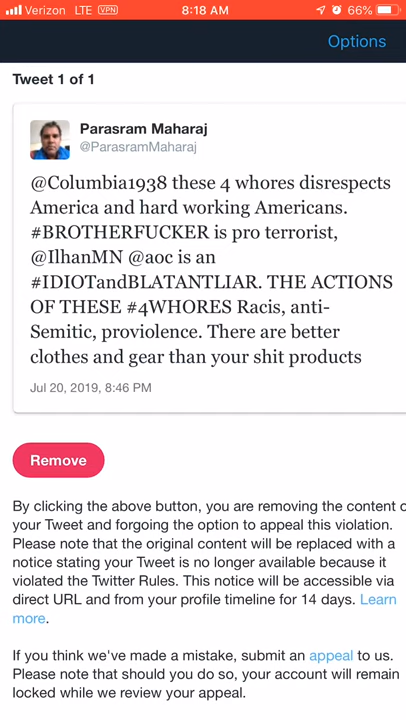 Verizon LTE VPN 8:18 AM 66%
Options
Tweet 1 of 1
Parasram Maharaj
@ParasramMaharaj
@Columbia1938 these 4 whores disrespects
America and hard working Americans.
#BROTHERFUCKER is pro terrorist,
@IlhanMN @aoc is an
#IDIOTandBLATANTLIAR. THE ACTIONS
OF THESE #4WHORES Racis, anti-
Semitic, proviolence. There are better
clothes and gear than your shit products
Jul 20, 2019, 8:46 PM
Remove
By clicking the above button, you are removing the content
your Tweet and forgoing the option to appeal this violation.
Please note that the original content will be replaced with a
notice stating your Tweet is no longer available because it
violated the Twitter Rules. This notice will be accessible via
direct URL and from your profile timeline for 14 days. Learn
more.
If you think we've made a mistake, submit an appeal to us.
Please note that should you do so, your account will remain
locked while we review your appeal.